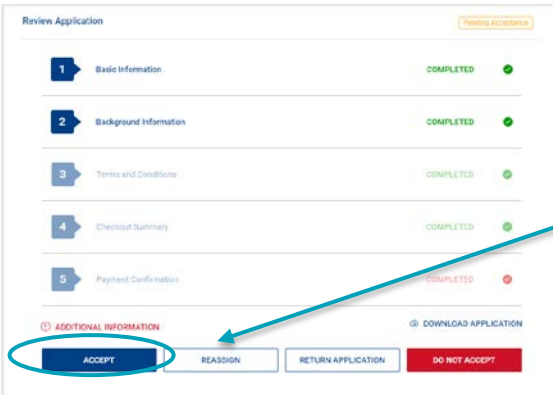 Review Application Pending Acceptance
1 Basic Information COMPLETED
2 Background Information COMPLETED
3 Terms and Conditions COMPLETED
4 Checkout Summary COMPLETED
5 Payment Confirmation COMPLETED
ADDITIONAL INFORMATION DOWNLOAD APPLICATION
ACCEPT REASSIGN RETURN APPLICATION DO NOT ACCEPT